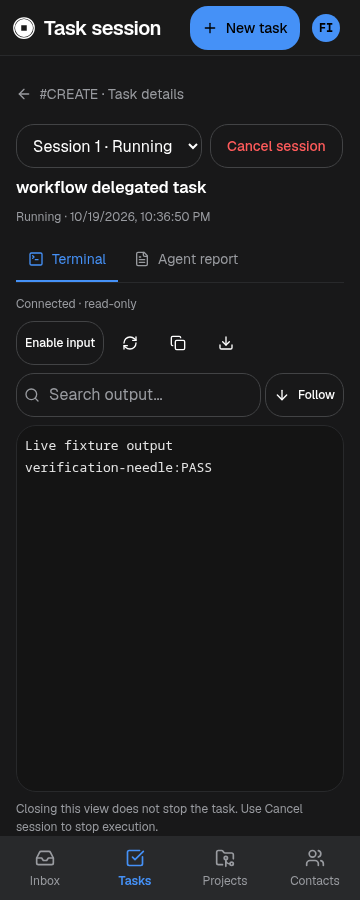 Task session
New task
FI
#CREATE · Task details
Session 1 · Running
Cancel session
workflow delegated task
Running · 10/19/2026, 10:36:50 PM
Terminal
Agent report
Connected · read-only
Enable input
Search output...
Follow
Live fixture output
verification-needle:PASS
Closing this view does not stop the task. Use Cancel
session to stop execution.
Inbox
Tasks
Projects
Contacts